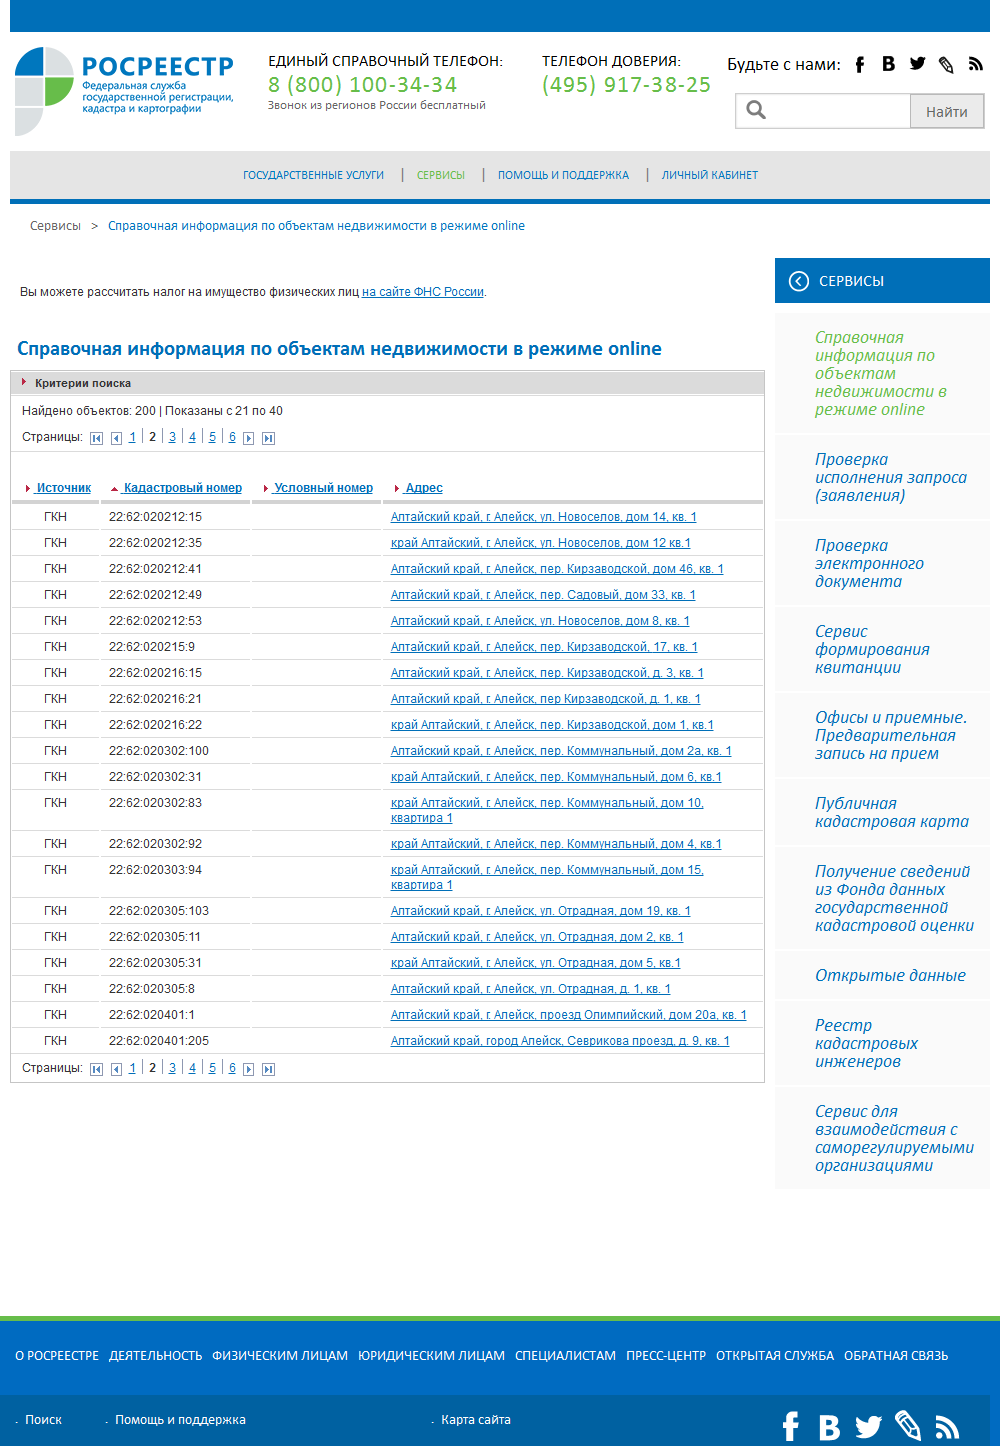 РОСРЕЕСТР
Федеральная служба
государственной регистрации,
кадастра и картографии
ЕДИНЫЙ СПРАВОЧНЫЙ ТЕЛЕФОН:
8 (800) 100-34-34
Звонок из регионов России бесплатный
ТЕЛЕФОН ДОВЕРИЯ:
(495) 917-38-25
Будьте с нами:
Найти
ГОСУДАРСТВЕННЫЕ УСЛУГИ | СЕРВИСЫ | ПОМОЩЬ И ПОДДЕРЖКА | ЛИЧНЫЙ КАБИНЕТ
Сервисы > Справочная информация по объектам недвижимости в режиме online
Вы можете рассчитать налог на имущество физических лиц на сайте ФНС России.
Справочная информация по объектам недвижимости в режиме online
Критерии поиска
Найдено объектов: 200 | Показаны с 21 по 40
Страницы: 1 | 2 | 3 | 4 | 5 | 6
Источник Кадастровый номер Условный номер Адрес
ГКН 22:62:020212:15 Алтайский край, г. Алейск, ул. Новоселов, дом 14, кв. 1
ГКН 22:62:020212:35 край Алтайский, г. Алейск, ул. Новоселов, дом 12 кв.1
ГКН 22:62:020212:41 Алтайский край, г. Алейск, пер. Кирзаводской, дом 46, кв. 1
ГКН 22:62:020212:49 Алтайский край, г. Алейск, пер. Садовый, дом 33, кв. 1
ГКН 22:62:020212:53 Алтайский край, г. Алейск, ул. Новоселов, дом 8, кв. 1
ГКН 22:62:020215:9 Алтайский край, г. Алейск, пер. Кирзаводской, 17, кв. 1
ГКН 22:62:020216:15 Алтайский край, г. Алейск, пер. Кирзаводской, д. 3, кв. 1
ГКН 22:62:020216:21 Алтайский край, г. Алейск, пер Кирзаводской, д. 1, кв. 1
ГКН 22:62:020216:22 край Алтайский, г. Алейск, пер. Кирзаводской, дом 1, кв.1
ГКН 22:62:020302:100 Алтайский край, г. Алейск, пер. Коммунальный, дом 2а, кв. 1
ГКН 22:62:020302:31 край Алтайский, г. Алейск, пер. Коммунальный, дом 6, кв.1
ГКН 22:62:020302:83 край Алтайский, г. Алейск, пер. Коммунальный, дом 10,
квартира 1
ГКН 22:62:020302:92 край Алтайский, г. Алейск, пер. Коммунальный, дом 4, кв.1
ГКН 22:62:020303:94 край Алтайский, г. Алейск, пер. Коммунальный, дом 15,
квартира 1
ГКН 22:62:020305:103 Алтайский край, г. Алейск, ул. Отрадная, дом 19, кв. 1
ГКН 22:62:020305:11 Алтайский край, г. Алейск, ул. Отрадная, дом 2, кв. 1
ГКН 22:62:020305:31 край Алтайский, г. Алейск, ул. Отрадная, дом 5, кв.1
ГКН 22:62:020305:8 Алтайский край, г. Алейск, ул. Отрадная, д. 1, кв. 1
ГКН 22:62:020401:1 Алтайский край, г. Алейск, проезд Олимпийский, дом 20а, кв. 1
ГКН 22:62:020401:205 Алтайский край, город Алейск, Севрикова проезд, д. 9, кв. 1
Страницы: 1 | 2 | 3 | 4 | 5 | 6
СЕРВИСЫ
Справочная
информация по
объектам
недвижимости в
режиме online
Проверка
исполнения запроса
(заявления)
Проверка
электронного
документа
Сервис
формирования
квитанции
Офисы и приемные.
Предварительная
запись на прием
Публичная
кадастровая карта
Получение сведений
из Фонда данных
государственной
кадастровой оценки
Открытые данные
Реестр
кадастровых
инженеров
Сервис для
взаимодействия с
саморегулируемыми
организациями
О РОСРЕЕСТРЕ ДЕЯТЕЛЬНОСТЬ ФИЗИЧЕСКИМ ЛИЦАМ ЮРИДИЧЕСКИМ ЛИЦАМ СПЕЦИАЛИСТАМ ПРЕСС-ЦЕНТР ОТКРЫТАЯ СЛУЖБА ОБРАТНАЯ СВЯЗЬ
Поиск Помощь и поддержка Карта сайта